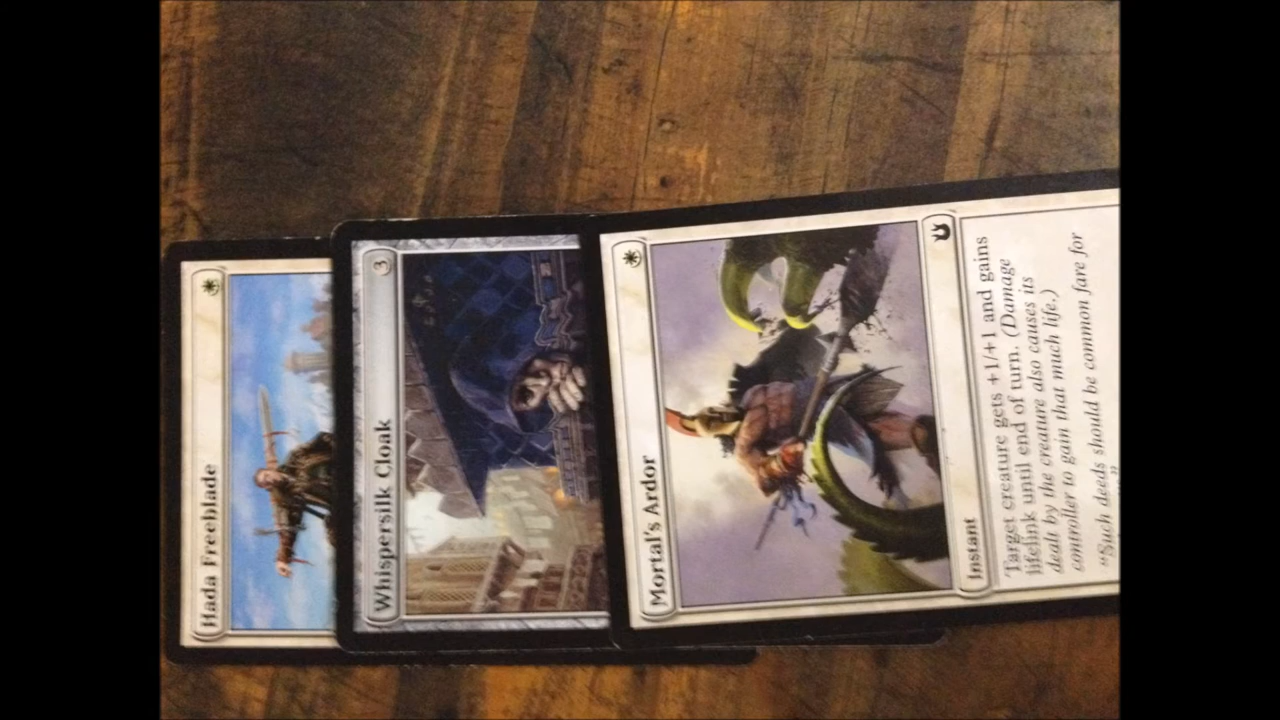 Hada Freeblade
Whispersilk Cloak
3
Mortal's Ardor
Instant
Target creature gets +1/+1 and gains
lifelink until end of turn. (Damage
dealt by the creature also causes its
controller to gain that much life.)
"Such deeds should be common fare for